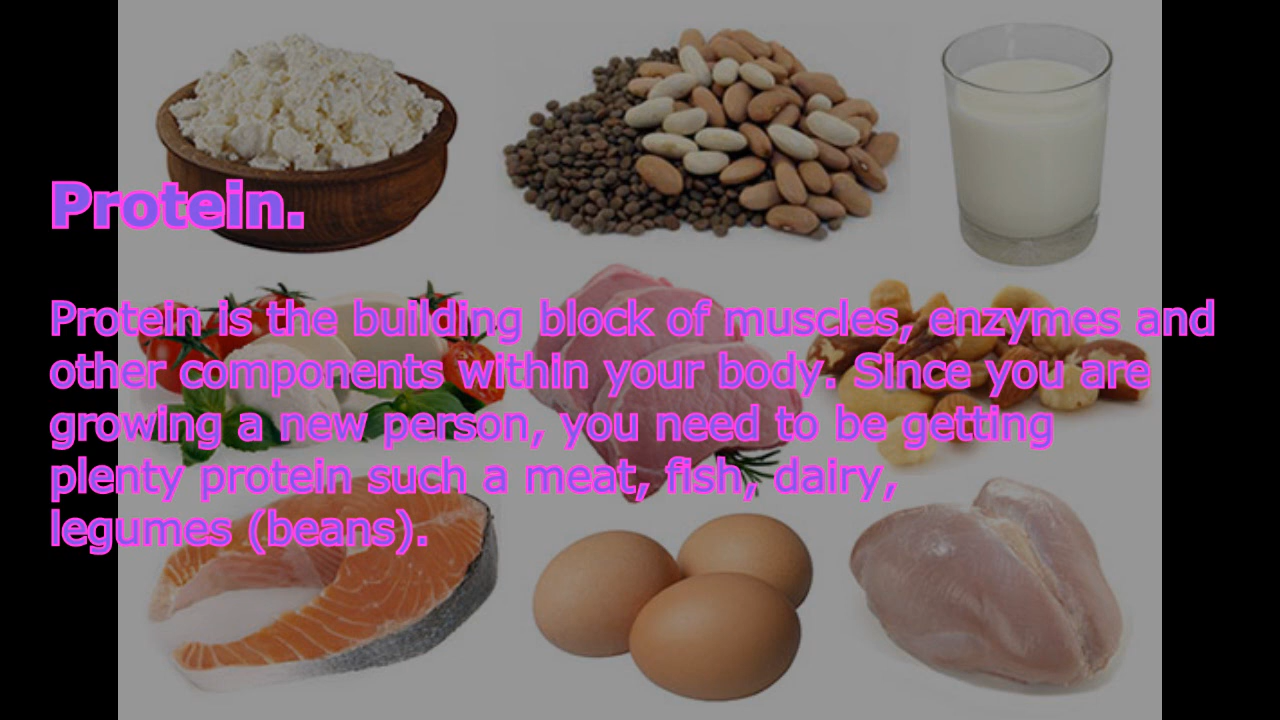 Protein.
Protein is the building block of muscles, enzymes and
other components within your body. Since you are
growing a new person, you need to be getting
plenty protein such a meat, fish, dairy,
legumes (beans).